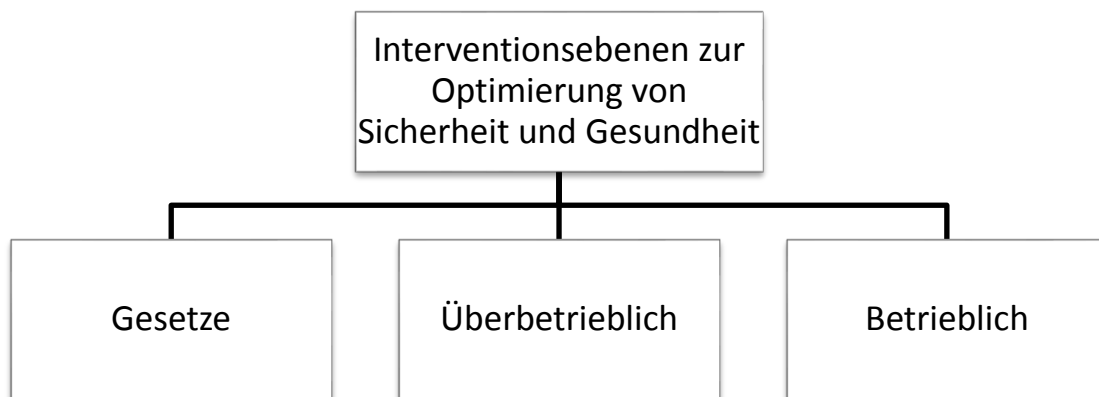 Interventionsebenen zur
Optimierung von
Sicherheit und Gesundheit
Gesetze
Überbetrieblich
Betrieblich